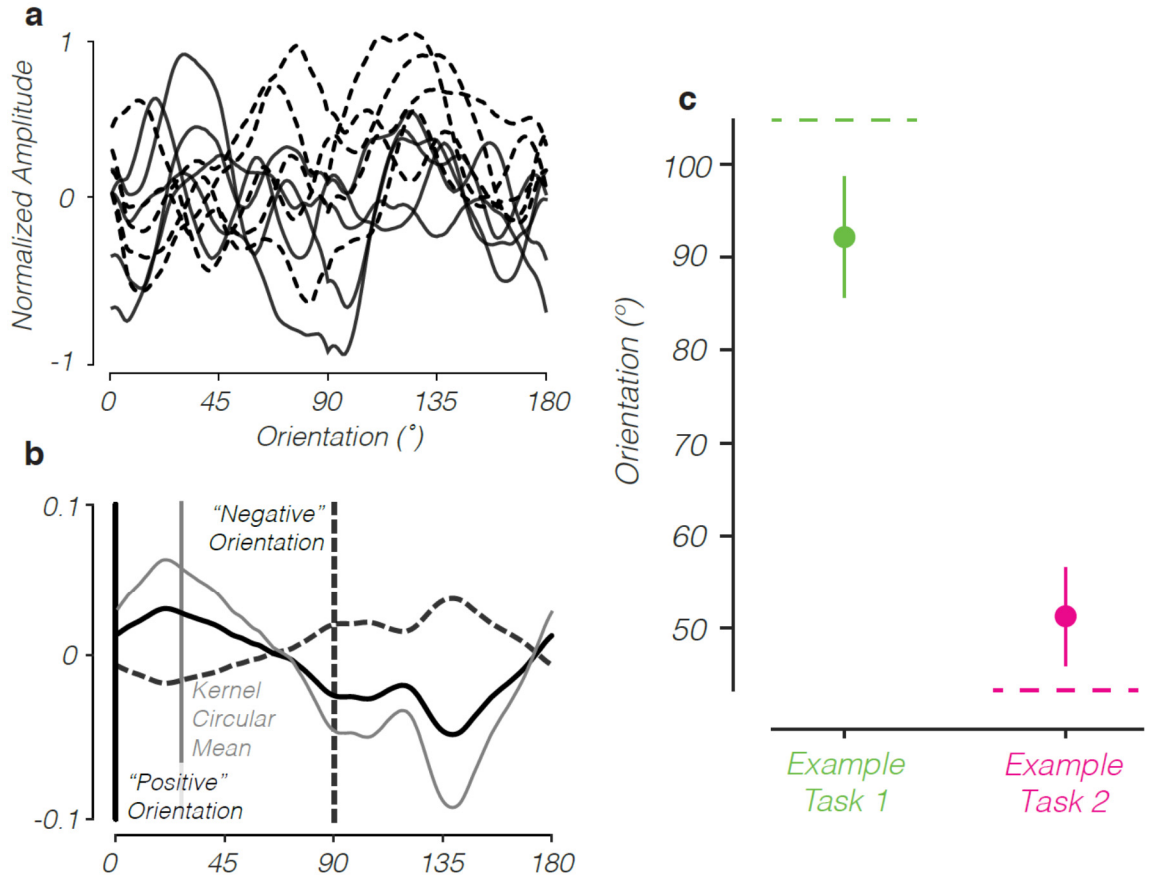 a
1
0
-1
Normalized Amplitude
0 45 90 135 180
Orientation (°)
b
0.1
0
-0.1
“Negative”
Orientation
Kernel
Circular
Mean
“Positive”
Orientation
0 45 90 135 180
c
100
90
80
70
60
50
Orientation (°)
Example
Task 1
Example
Task 2